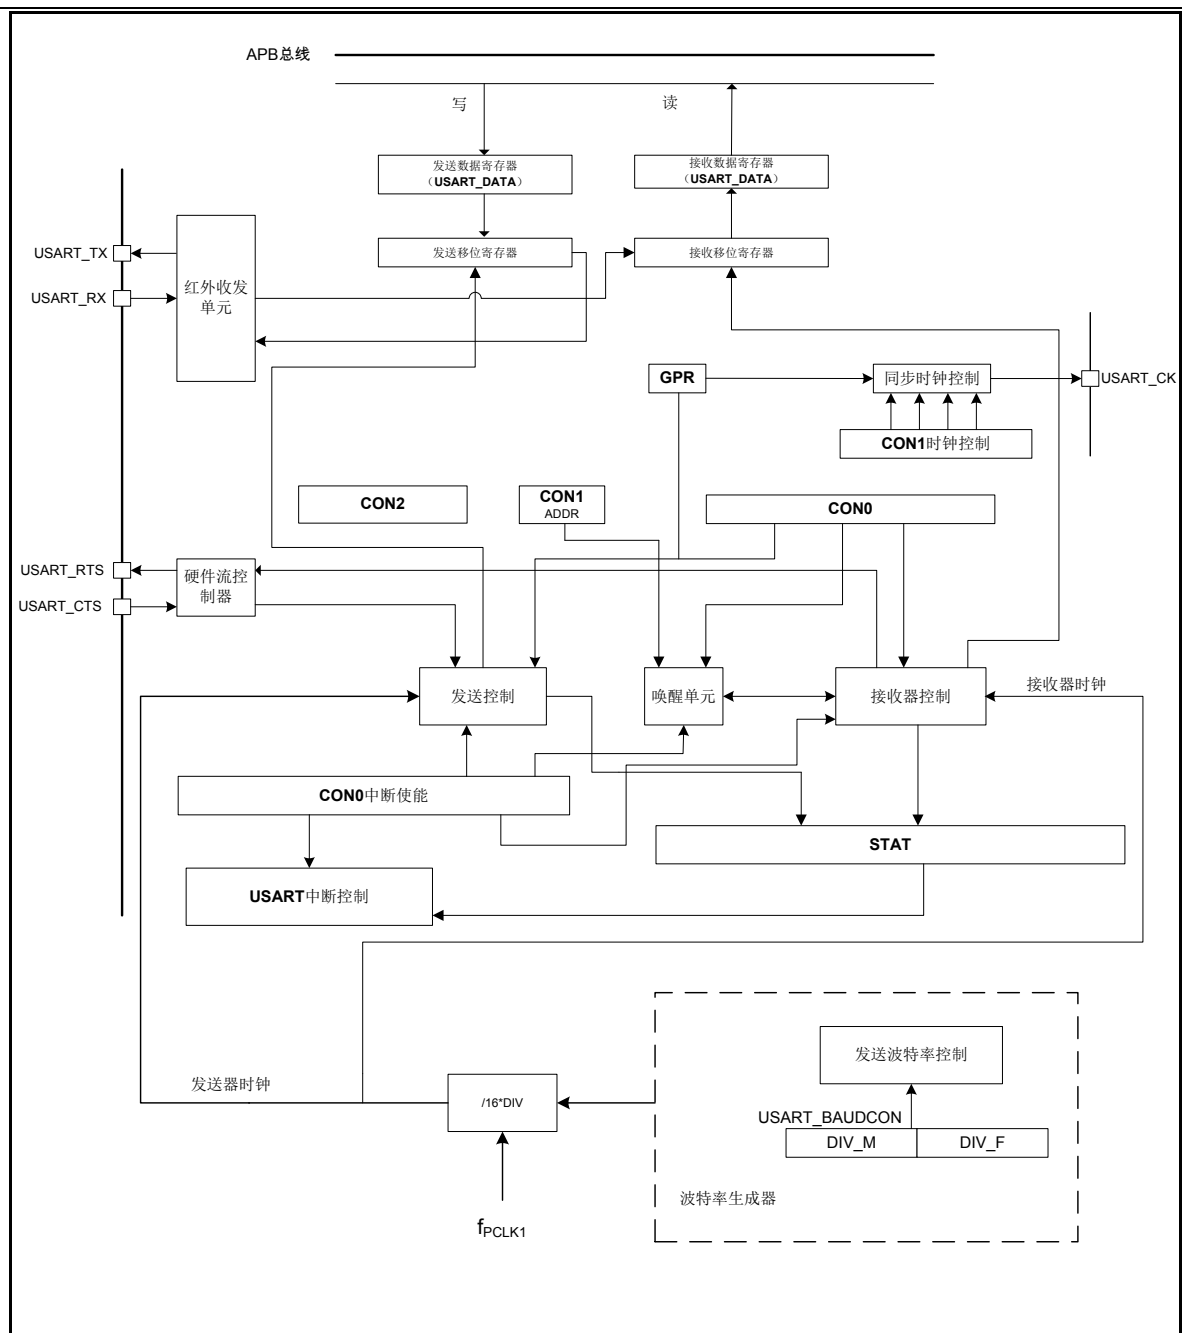 APB总线
写
读
发送数据寄存器
（USART_DATA）
接收数据寄存器
（USART_DATA）
USART_TX
发送移位寄存器
接收移位寄存器
USART_RX
红外收发
单元
GPR
同步时钟控制
USART_CK
CON1时钟控制
CON2
CON1
ADDR
CON0
USART_RTS
USART_CTS
硬件流控
制器
发送控制
唤醒单元
接收器控制
接收器时钟
CON0中断使能
STAT
USART中断控制
发送波特率控制
发送器时钟
/16*DIV
USART_BAUDCON
DIV_M
DIV_F
波特率生成器
fPCLK1